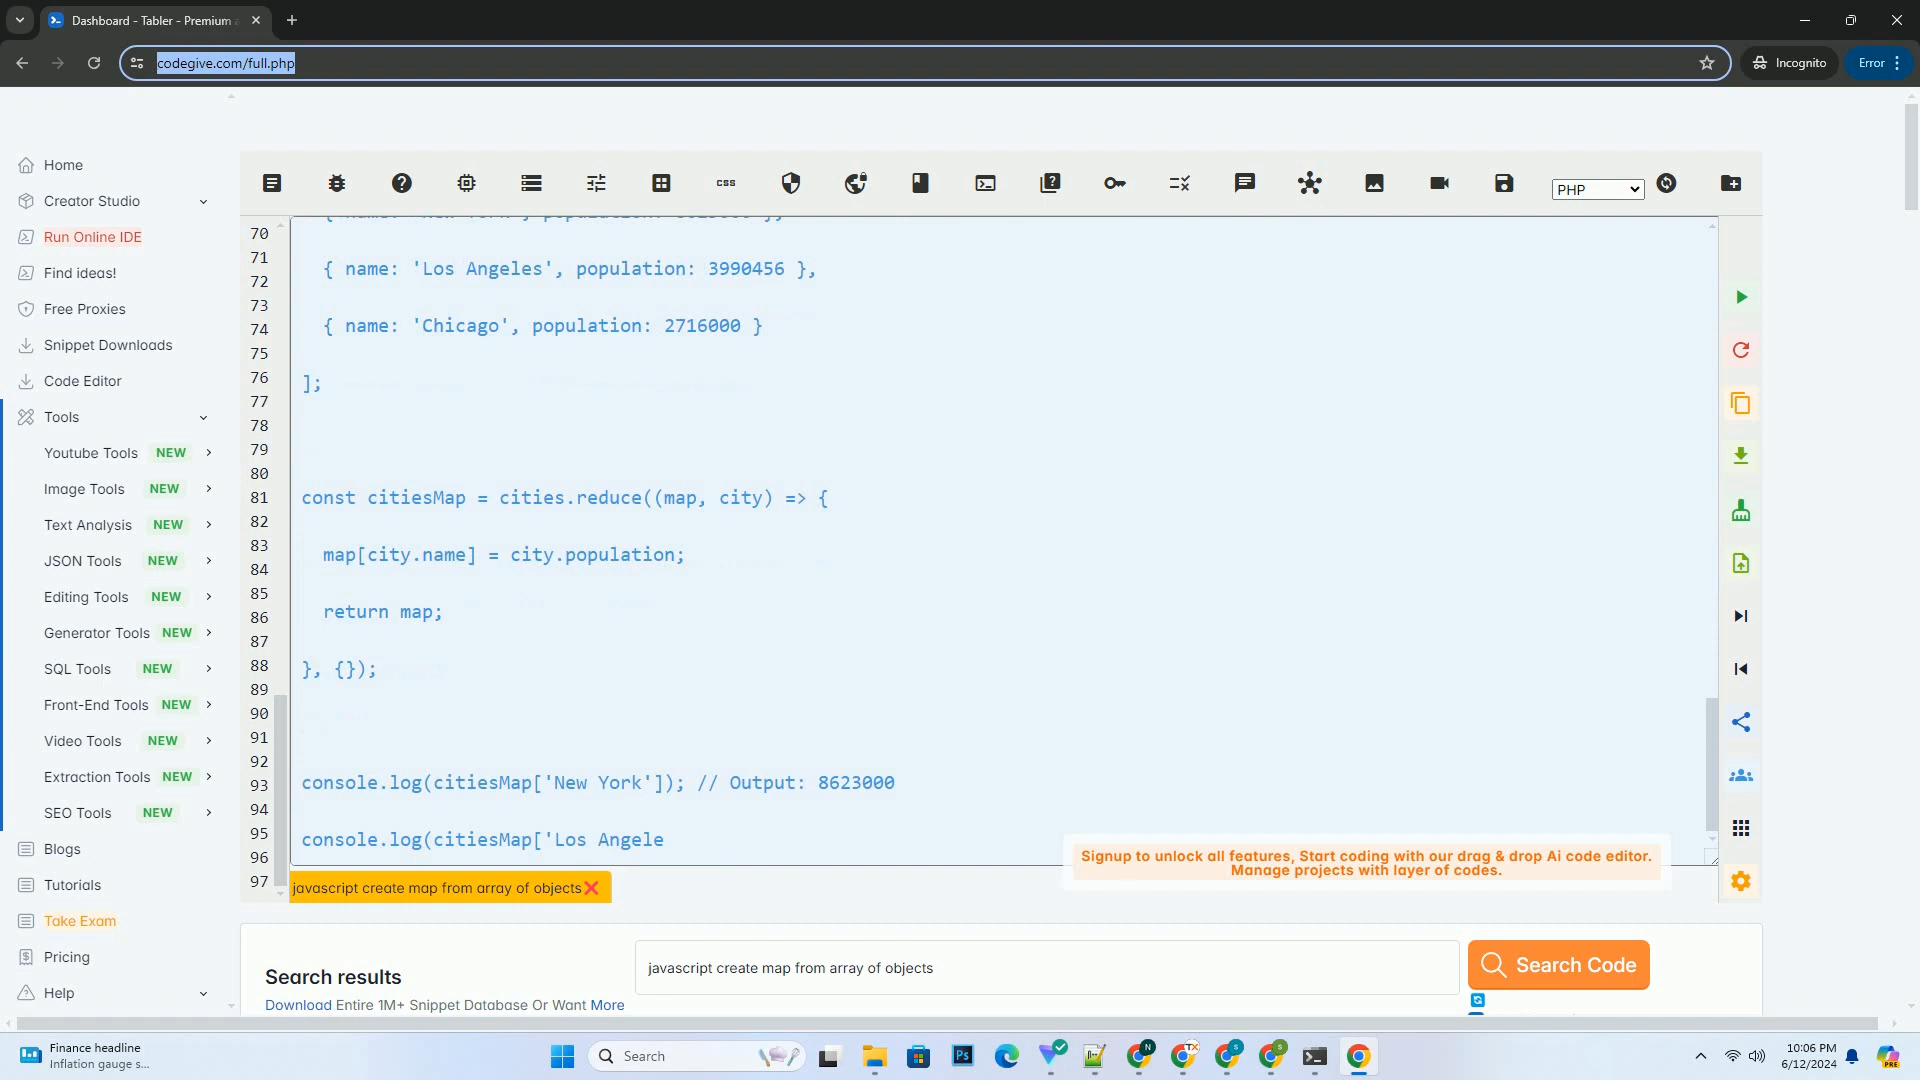 Dashboard - Tabler - Premium
codegive.com/full.php
Incognito
Error
Home
Creator Studio
Run Online IDE
Find ideas!
Free Proxies
Snippet Downloads
Code Editor
Tools
Youtube Tools NEW
Image Tools NEW
Text Analysis NEW
JSON Tools NEW
Editing Tools NEW
Generator Tools NEW
SQL Tools NEW
Front-End Tools NEW
Video Tools NEW
Extraction Tools NEW
SEO Tools NEW
Blogs
Tutorials
Take Exam
Pricing
Help
css
PHP
70
71
72
73
74
75
76
77
78
79
80
81
82
83
84
85
86
87
88
89
90
91
92
93
94
95
96
97
{ name: 'Los Angeles', population: 3990456 },
{ name: 'Chicago', population: 2716000 }
];
const citiesMap = cities.reduce((map, city) => {
map[city.name] = city.population;
return map;
}, {});
console.log(citiesMap['New York']); // Output: 8623000
console.log(citiesMap['Los Angele
Signup to unlock all features, Start coding with our drag & drop Ai code editor.
Manage projects with layer of codes.
javascript create map from array of objects
Search results
Download Entire 1M+ Snippet Database Or Want More
javascript create map from array of objects
Search Code
Finance headline
Inflation gauge s...
Search
Ps
N
TX
S
S
10:06 PM
6/12/2024
PRE